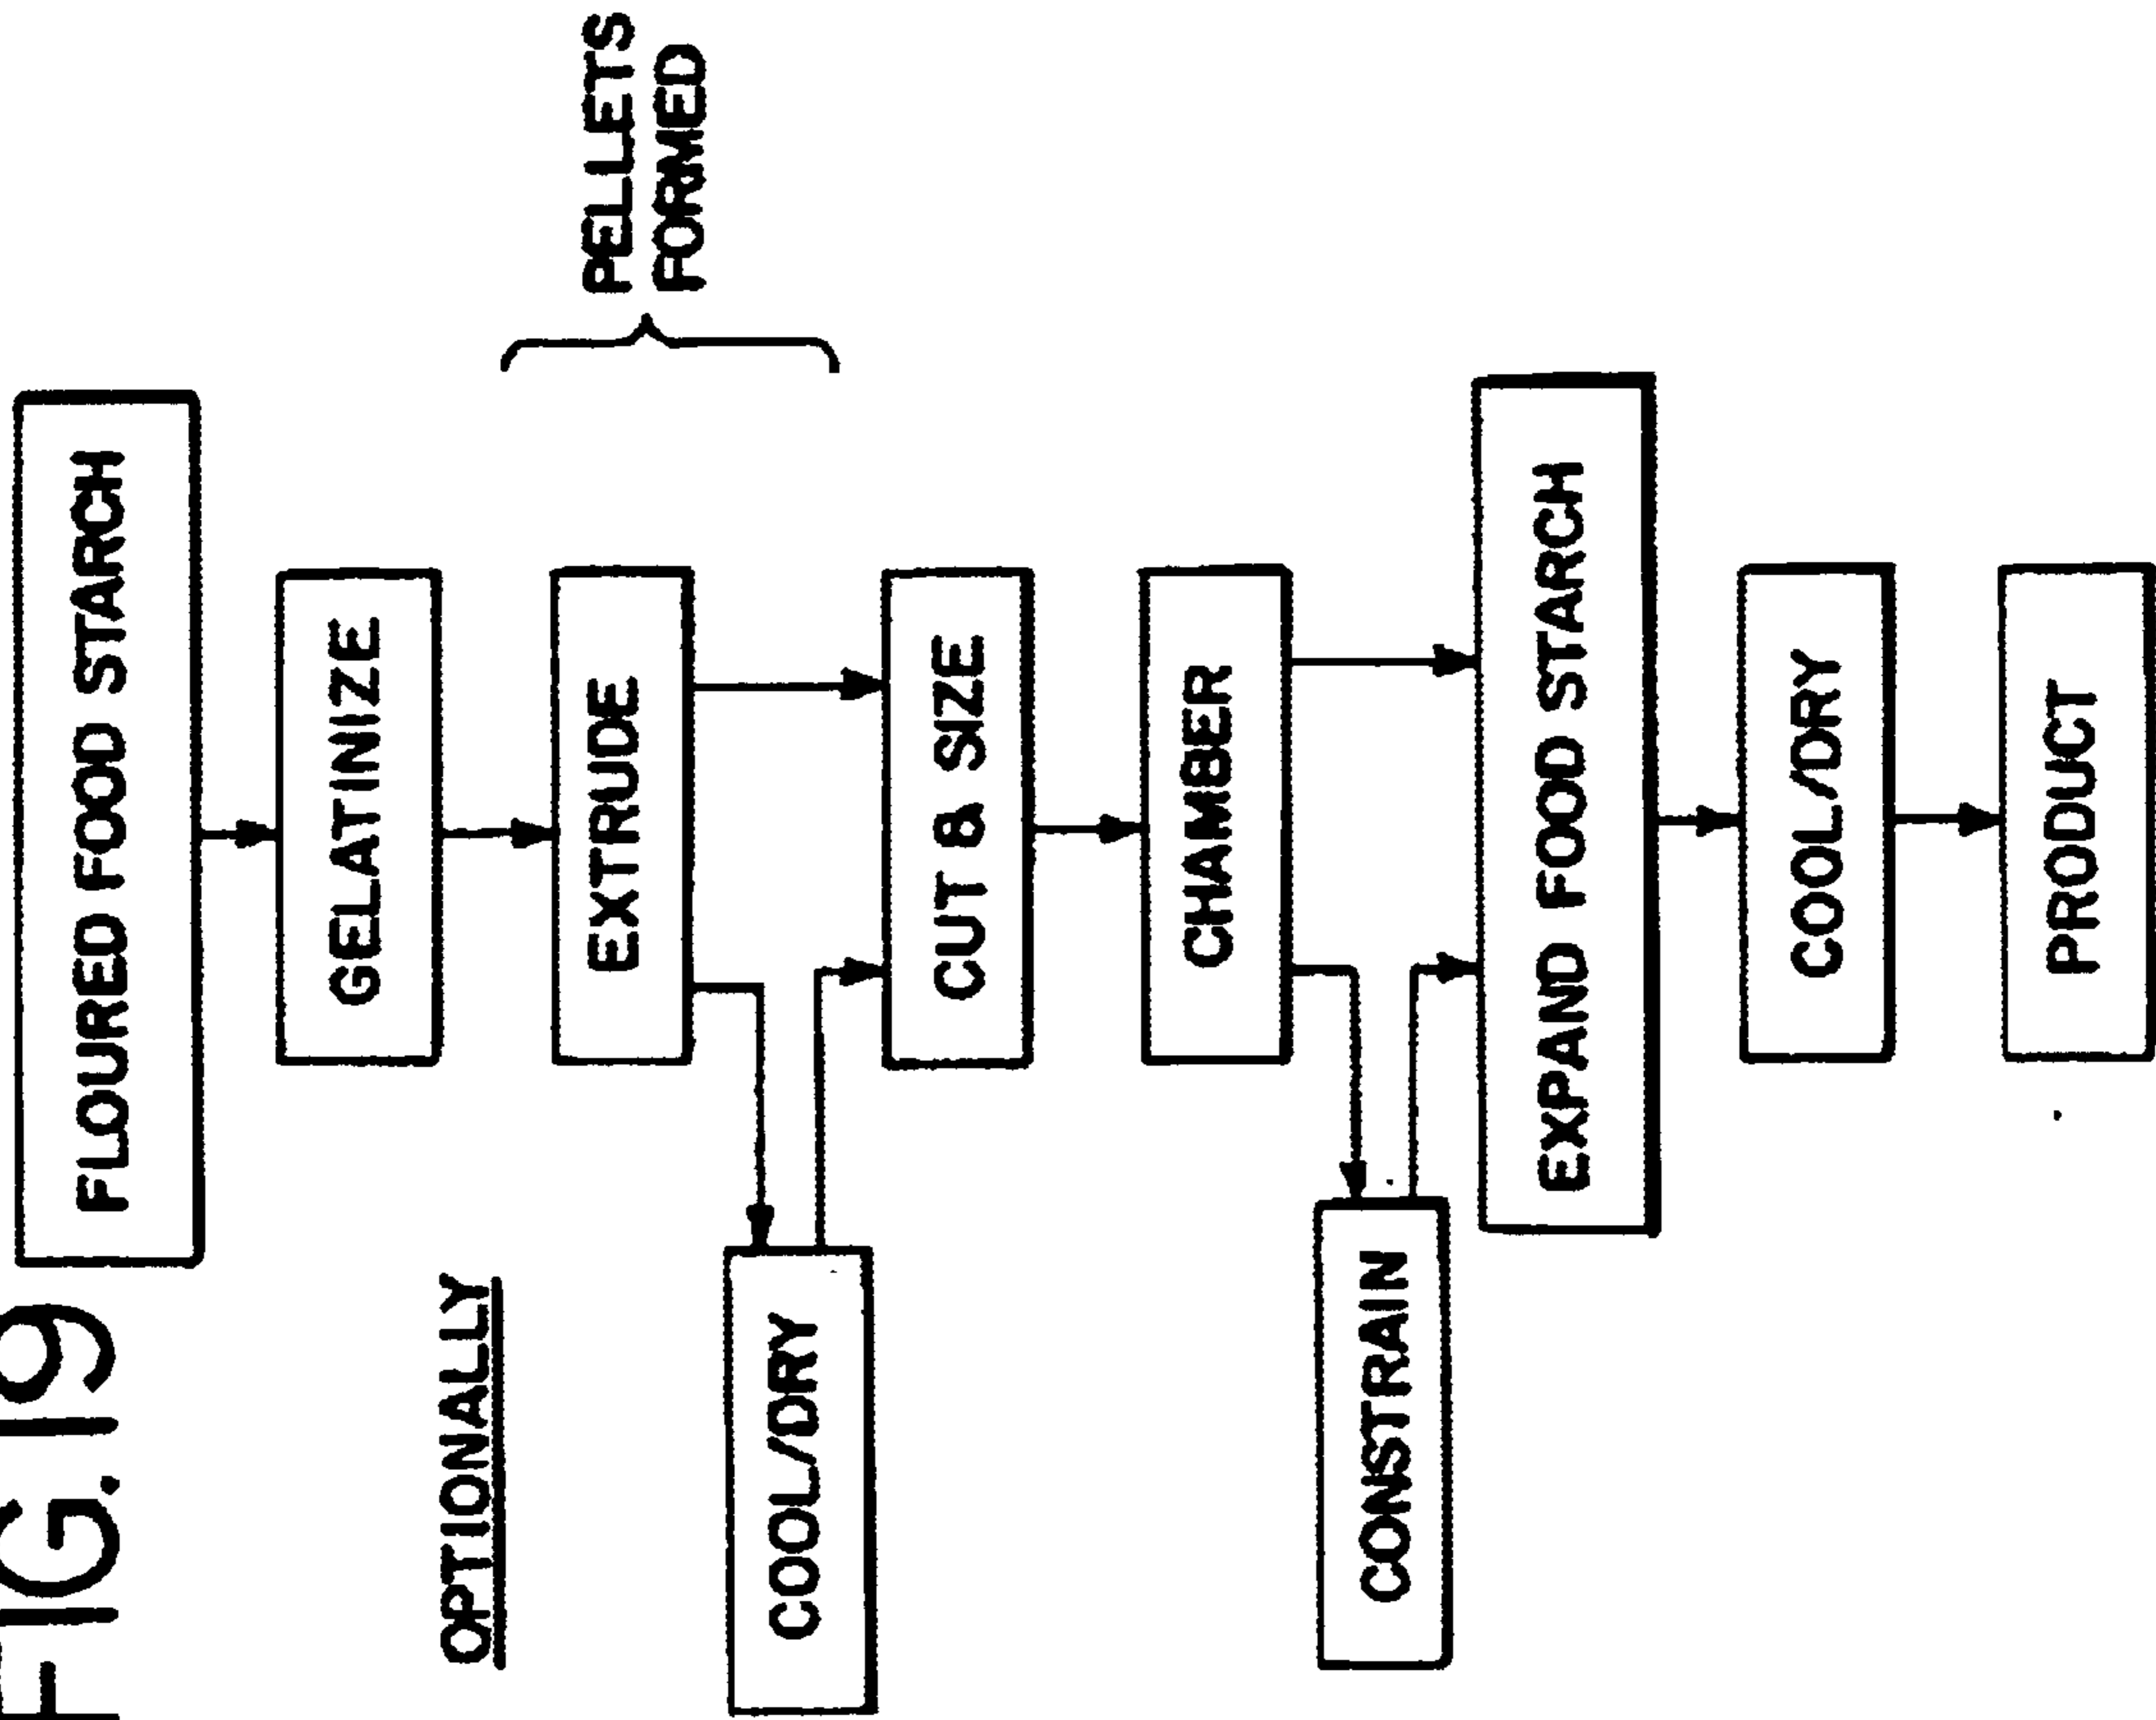 FIG. 19
FLOURED FOOD STARCH
GELATINIZE
OPTIONALLY
EXTRUDE
PELLETS
FORMED
COOL/DRY
CUT & SIZE
CHAMBER
CONSTRAIN
EXPAND FOOD STARCH
COOL/DRY
PRODUCT